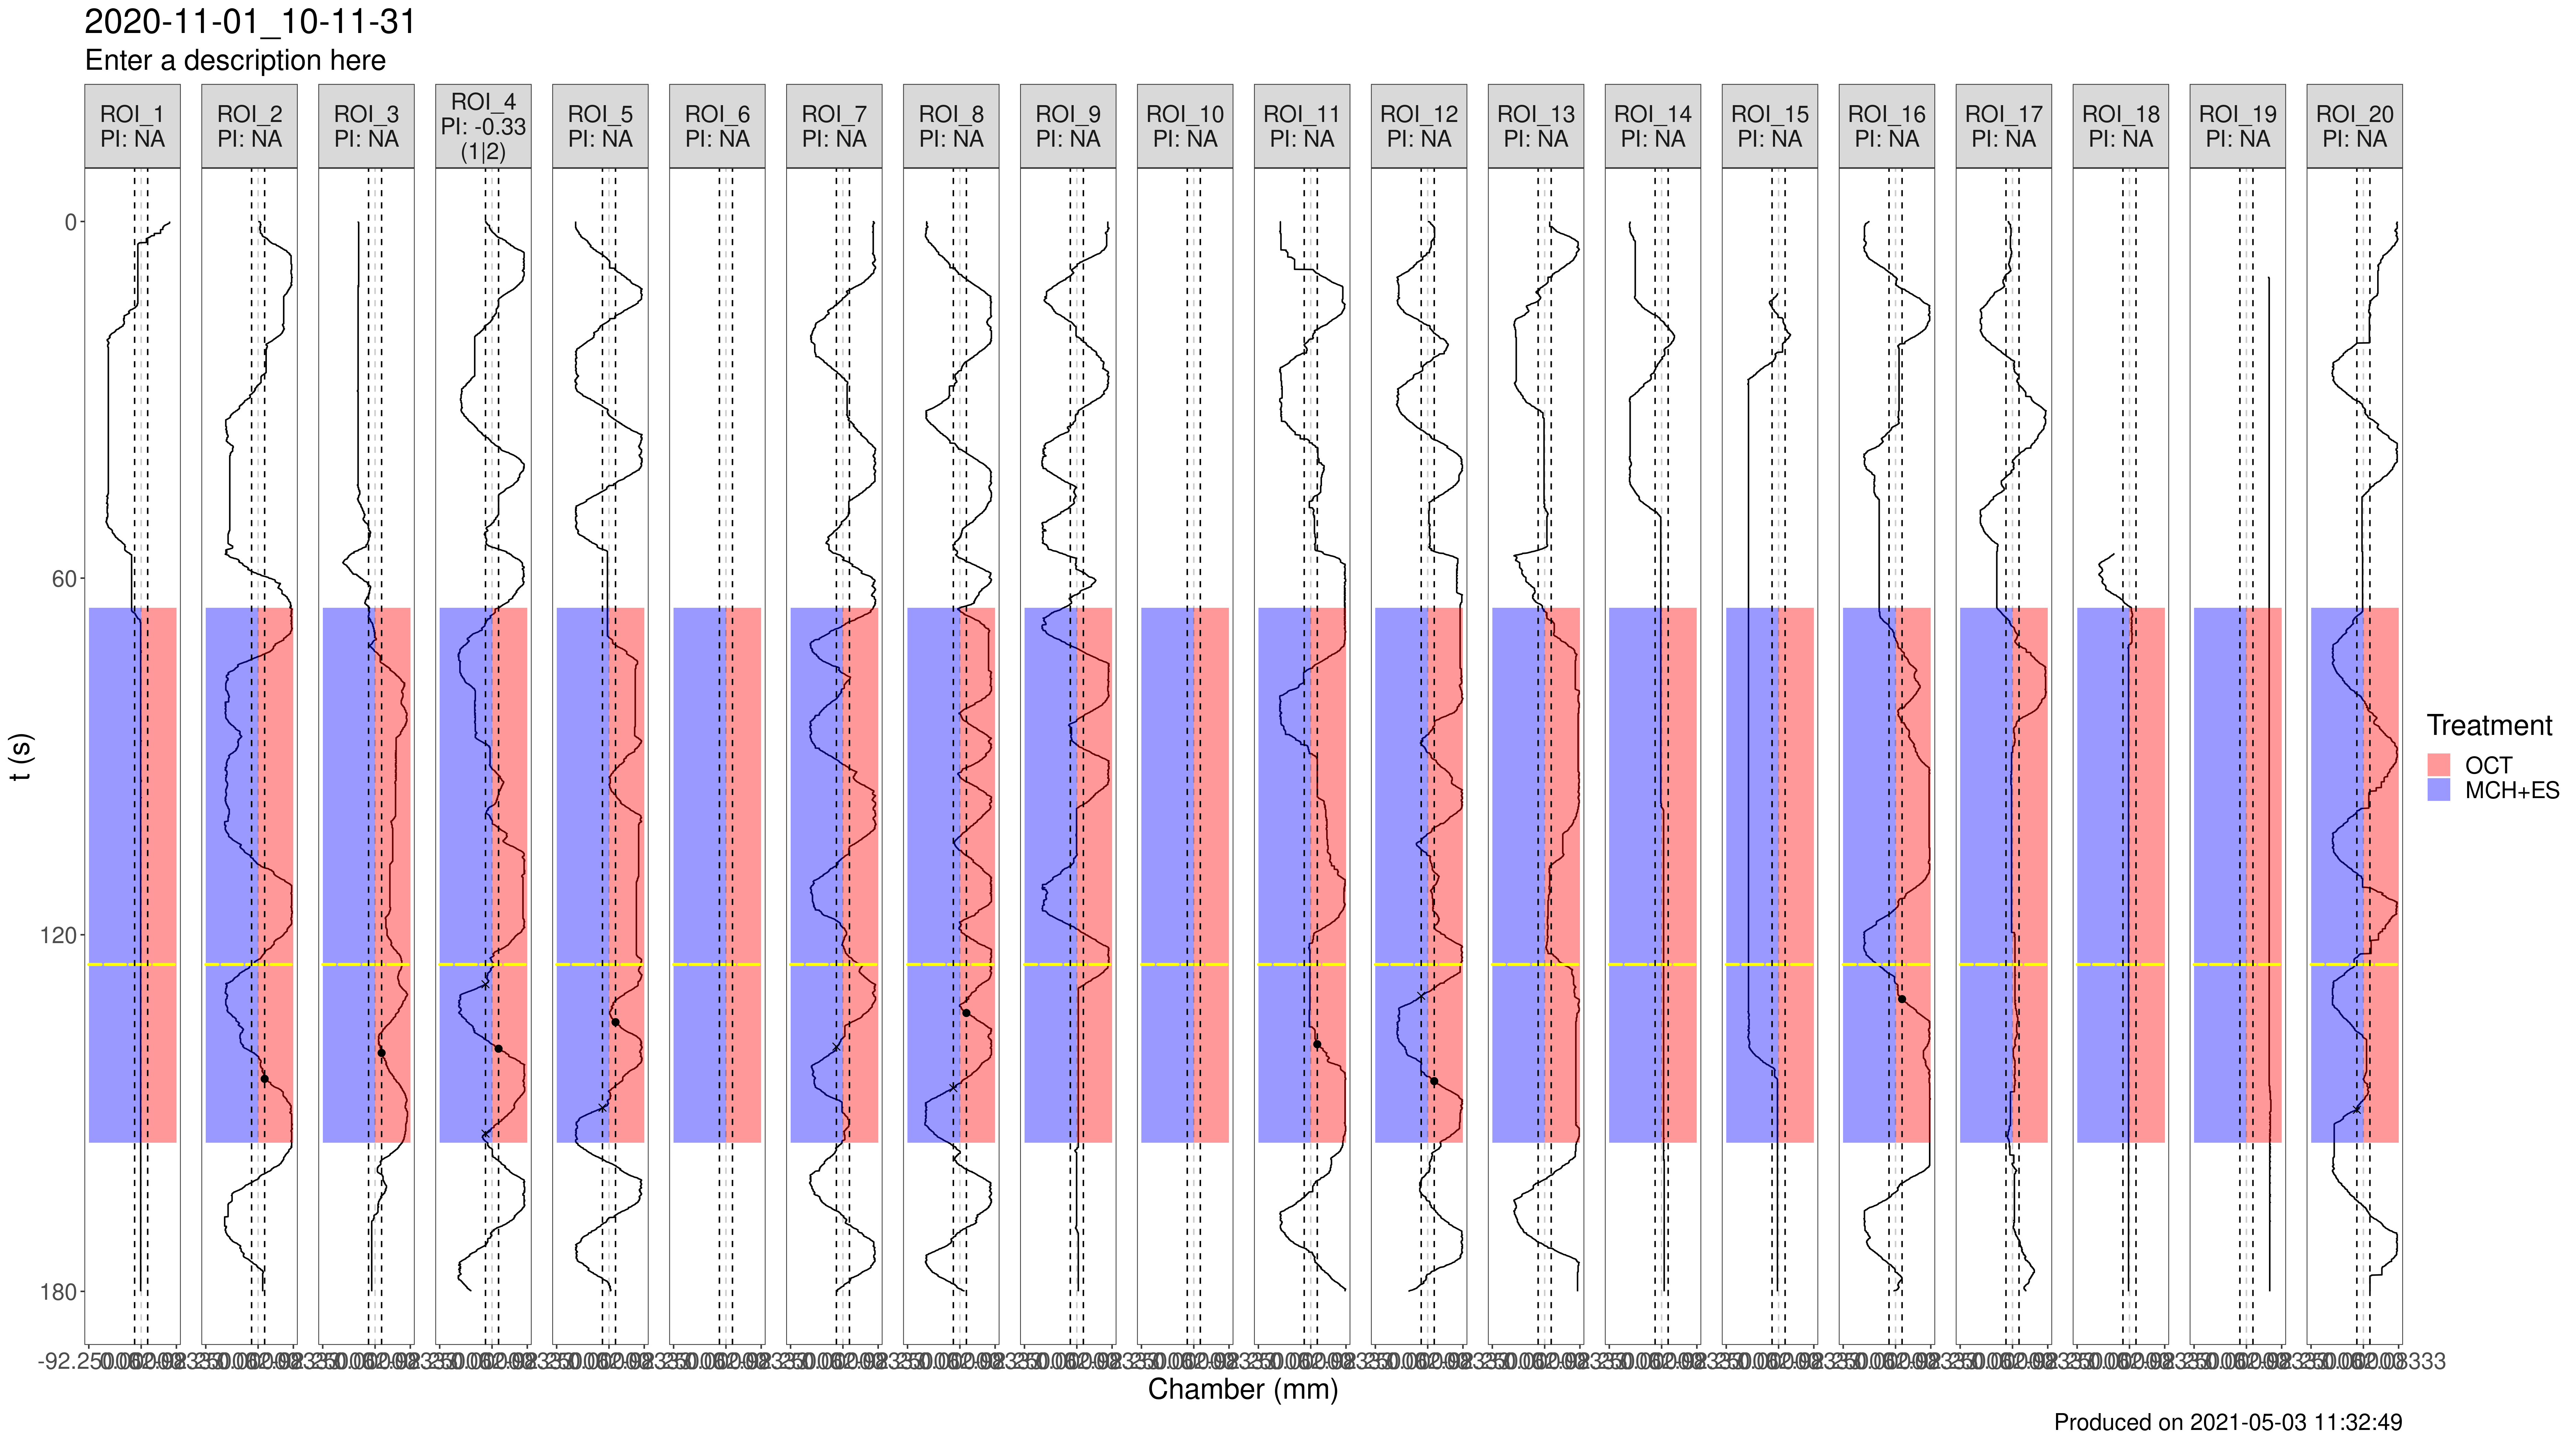 2020-11-01_10-11-31
Enter a description here
ROI_1
PI: NA
ROI_2
PI: NA
ROI_3
PI: NA
ROI_4
PI: -0.33
(1|2)
ROI_5
PI: NA
ROI_6
PI: NA
ROI_7
PI: NA
ROI_8
PI: NA
ROI_9
PI: NA
ROI_10
PI: NA
ROI_11
PI: NA
ROI_12
PI: NA
ROI_13
PI: NA
ROI_14
PI: NA
ROI_15
PI: NA
ROI_16
PI: NA
ROI_17
PI: NA
ROI_18
PI: NA
ROI_19
PI: NA
ROI_20
PI: NA
0
60
120
180
t (s)
Treatment
OCT
MCH+ES
Chamber (mm)
Produced on 2021-05-03 11:32:49